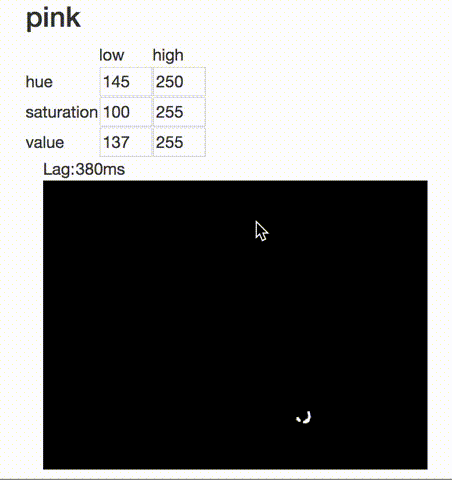 pink
low high
hue 145 250
saturation 100 255
value 137 255
Lag:380ms